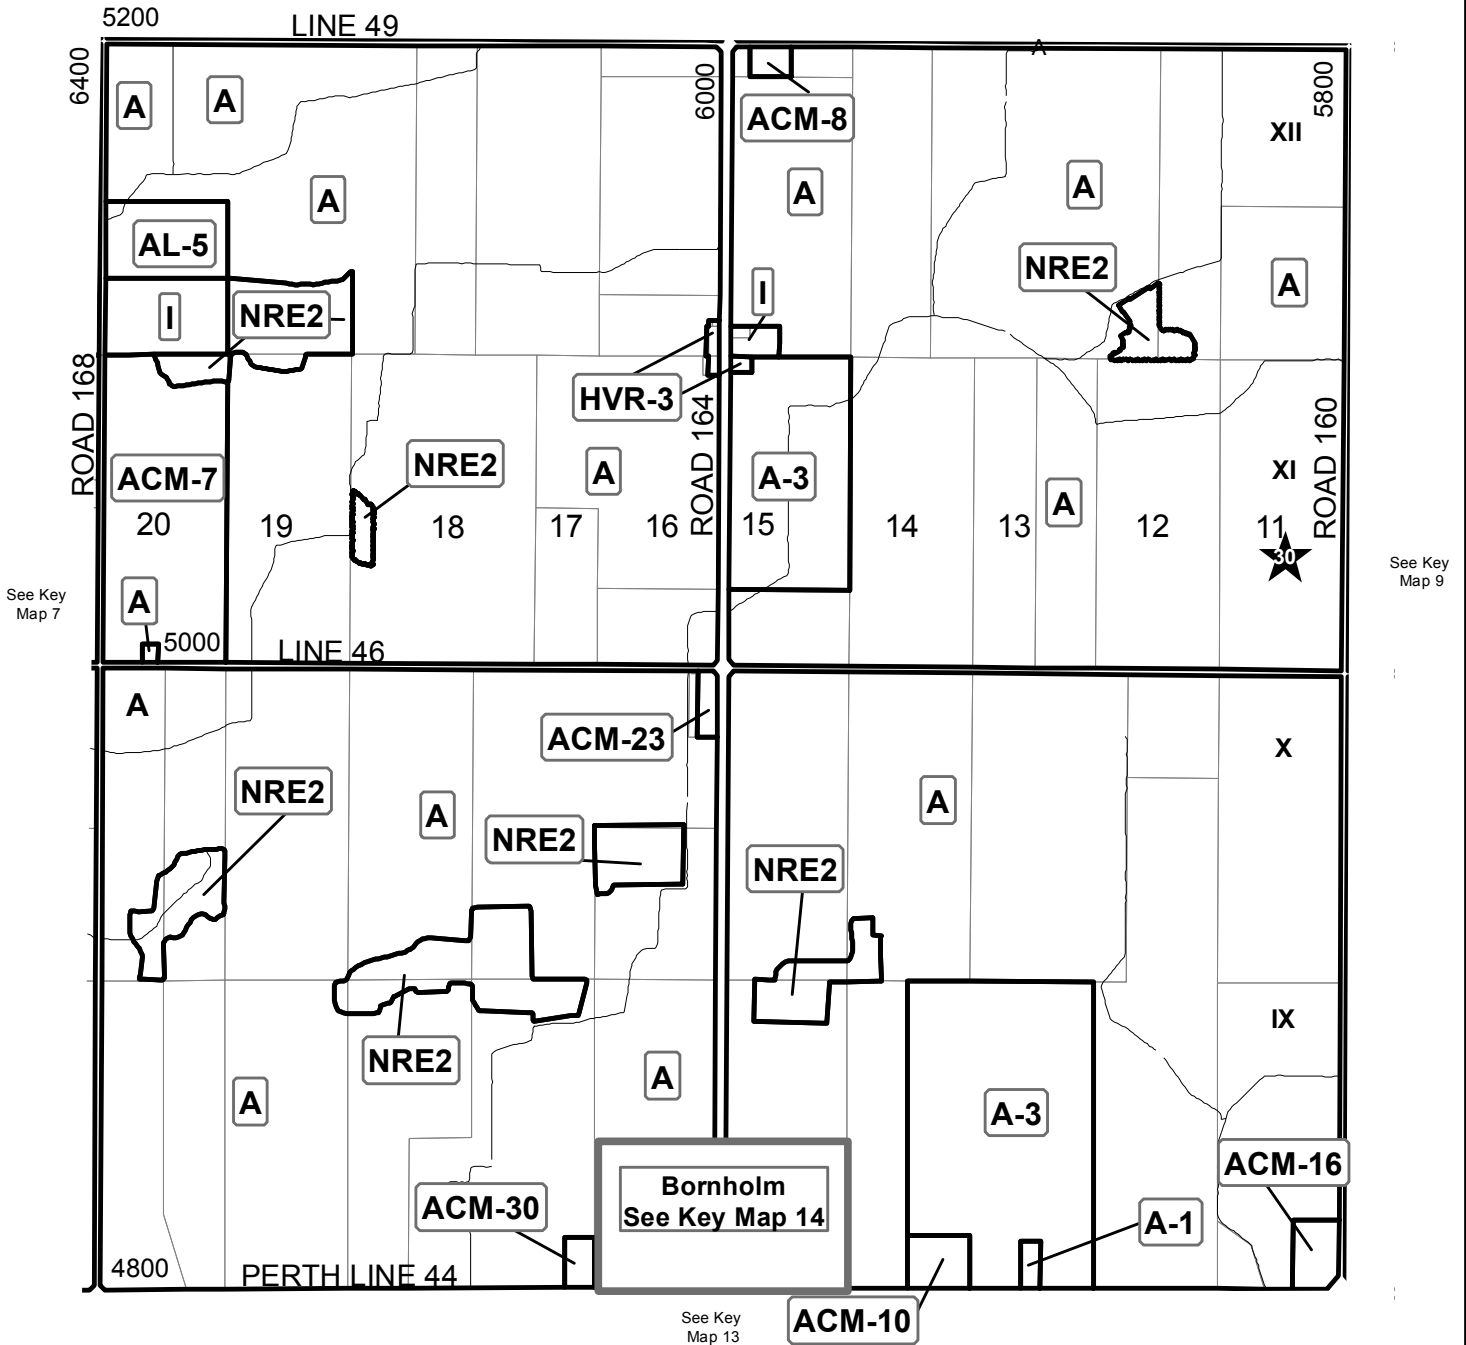 5200
LINE 49
6400
6000
5800
A
A
A
ACM-8
XII
A
A
A
AL-5
NRE2
A
I
I
NRE2
ROAD 168
HVR-3
ROAD 164
ROAD 160
ACM-7
NRE2
A
A-3
A
XI
20
19
18
17
16
15
14
13
12
11
30
See Key
Map 7
See Key
Map 9
A
5000
LINE 46
A
ACM-23
X
NRE2
A
NRE2
A
NRE2
NRE2
IX
A
A
A-3
ACM-16
Bornholm
See Key Map 14
ACM-30
A-1
4800
PERTH LINE 44
See Key
Map 13
ACM-10